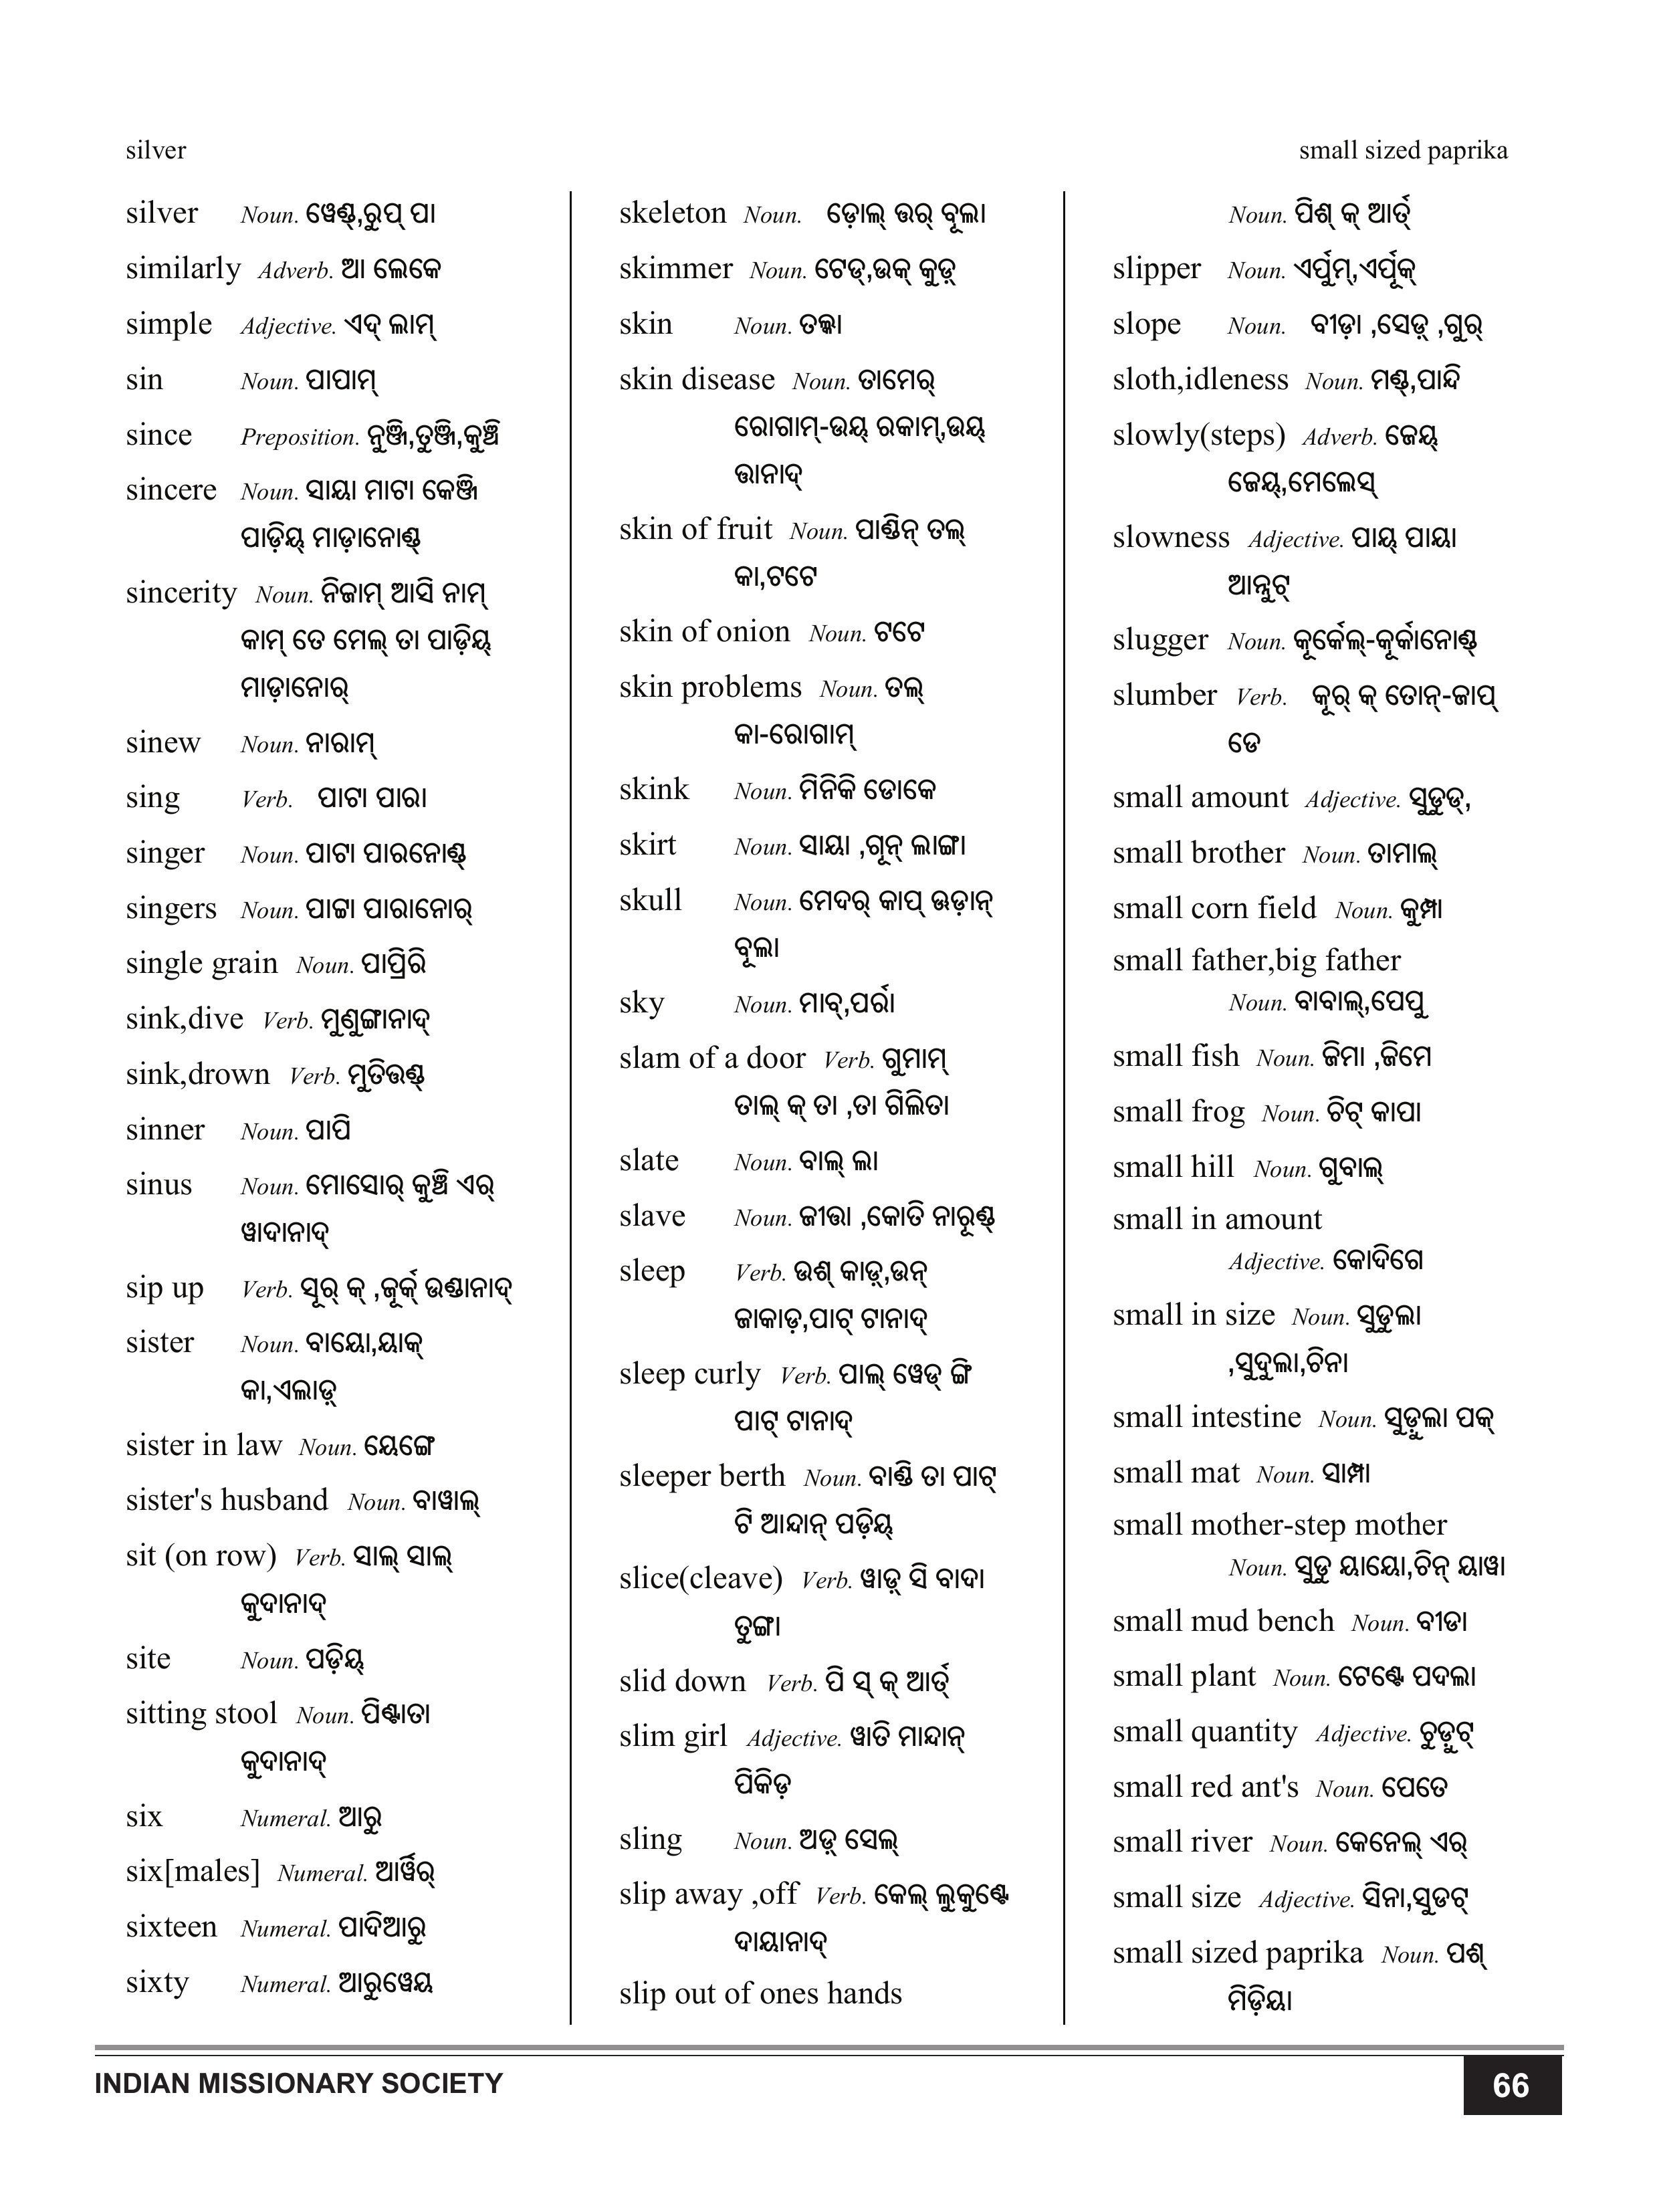 silver
small sized paprika
silver Noun. ୱେଣ୍ଡ୍,ରୁପ୍ ପା
similarly Adverb. ଆ ଲେକେ
simple Adjective. ଏଦ୍ ଲାମ୍
sin Noun. ପାପାମ୍
since Preposition. ନୁଞ୍ଜି,ତୁଞ୍ଜି,କୁଞ୍ଚି
sincere Noun. ସାୟା ମାଟା କେଞ୍ଜି
ପାଡ଼ିୟ୍ ମାଡ଼ାନୋଣ୍ଡ୍
sincerity Noun. ନିଜାମ୍ ଆସି ନାମ୍
କାମ୍ ତେ ମେଲ୍ ତା ପାଡ଼ିୟ୍
ମାଡ଼ାନୋର୍
sinew Noun. ନାରାମ୍
sing Verb. ପାଟା ପାରା
singer Noun. ପାଟା ପାରନୋଣ୍ଡ୍
singers Noun. ପାଟ୍ଟା ପାରାନୋର୍
single grain Noun. ପାପ୍ରିରି
sink,dive Verb. ମୁଣୁଙ୍ଗାନାଦ୍
sink,drown Verb. ମୁଡିଉଣ୍ଡ୍
sinner Noun. ପାପି
sinus Noun. ମୋସୋର୍ କୁଞ୍ଚି ଏର୍
ୱାଦାନାଦ୍
sip up Verb. ସୂର୍ କ୍ ,ଜୂର୍କ୍ ଉଣ୍ଡାନାଦ୍
sister Noun. ବାୟୋ,ୟାକ୍
କା,ଏଲାଡ଼୍
sister in law Noun. ୟେଙ୍ଗେ
sister's husband Noun. ବାୱାଲ୍
sit (on row) Verb. ସାଲ୍ ସାଲ୍
କୁଦାନାଦ୍
site Noun. ପଡ଼ିୟ୍
sitting stool Noun. ପିଣ୍ଟାତା
କୁଦାନାଦ୍
six Numeral. ଆରୁ
six[males] Numeral. ଆର୍ୱିର୍
sixteen Numeral. ପାଦିଆରୁ
sixty Numeral. ଆରୁୱେୟ
skeleton Noun. ଡ଼ୋଲ୍ ଉର୍ ବୂଲା
skimmer Noun. ଟେଡ୍,ଉକ୍ କୁଡ଼୍
skin Noun. ତଲ୍କା
skin disease Noun. ତାମେର୍
ରୋଗାମ୍-ଉୟ୍ ରକାମ୍,ଉୟ୍
ଉାନାଦ୍
skin of fruit Noun. ପାଣ୍ଡିନ୍ ତଲ୍
କା,ଟଟେ
skin of onion Noun. ଟଟେ
skin problems Noun. ତଲ୍
କା-ରୋଗାମ୍
skink Noun. ମିନିକି ଡୋକେ
skirt Noun. ସାୟା ,ଗୂନ୍ ଲାଙ୍ଗା
skull Noun. ମେଦର୍ କାପ୍ ଊଡ଼ାନ୍
ବୂଲା
sky Noun. ମାବ୍,ପର୍ରା
slam of a door Verb. ଗୁମାମ୍
ତାଲ୍ କ୍ ତା ,ତା ଗିଲିତା
slate Noun. ବାଲ୍ ଲା
slave Noun. ଜୀତ୍ତା ,କୋତି ନାରୂଣ୍ଡ୍
sleep Verb. ଉଶ୍ କାଡ଼୍,ଉନ୍
ଜାକାଡ଼,ପାଟ୍ ଟାନାଦ୍
sleep curly Verb. ପାଲ୍ ୱେଡ୍ ଙ୍ଗି
ପାଟ୍ ଟାନାଦ୍
sleeper berth Noun. ବାଣ୍ଡି ତା ପାଟ୍
ଟି ଆନ୍ଦାନ୍ ପଡ଼ିୟ୍
slice(cleave) Verb. ୱାଡ଼୍ ସି ବାଦା
ତୁଙ୍ଗା
slid down Verb. ପି ସ୍ କ୍ ଆର୍ତ୍
slim girl Adjective. ୱାତି ମାନ୍ଦାନ୍
ପିକିଡ଼
sling Noun. ଅଡ଼୍ ସେଲ୍
slip away ,off Verb. କେଲ୍ ଲୁକୁଣ୍ଟେ
ଦାୟାନାଦ୍
slip out of ones hands
Noun. ପିଶ୍ କ୍ ଆର୍ତ୍
slipper Noun. ଏର୍ପୁମ୍,ଏର୍ପୂକ୍
slope Noun. ବୀଡ଼ା ,ସେଡ଼୍ ,ଗୁର୍
sloth,idleness Noun. ମଣ୍ଡ୍,ପାନ୍ଦି
slowly(steps) Adverb. ଜେୟ୍
ଜେୟ୍,ମେଲେସ୍
slowness Adjective. ପାୟ୍ ପାୟା
ଆନ୍ନୁଟ୍
slugger Noun. କୂର୍କେଲ୍-କୂର୍କାନୋଣ୍ଡ୍
slumber Verb. କୂର୍ କ୍ ତୋନ୍-ଜାପ୍
ଡେ
small amount Adjective. ସୁଡୁଡ୍,
small brother Noun. ତାମାଲ୍
small corn field Noun. କୁମ୍ପା
small father,big father
Noun. ବାବାଲ୍,ପେପୁ
small fish Noun. ଜିମା ,ଜିମେ
small frog Noun. ଚିଟ୍ କାପା
small hill Noun. ଗୁବାଲ୍
small in amount
Adjective. କୋଦିଗେ
small in size Noun. ସୁଡୁଲା
,ସୁଦୁଲା,ଚିନା
small intestine Noun. ସୁଡ଼ୁଲା ପକ୍
small mat Noun. ସାମ୍ପା
small mother-step mother
Noun. ସୁଡୁ ୟାୟୋ,ଚିନ୍ ୟାୱା
small mud bench Noun. ବୀଡା
small plant Noun. ଟେଣ୍ଟେ ପଦଲା
small quantity Adjective. ଚୁଡ଼ୁଟ୍
small red ant's Noun. ପେତେ
small river Noun. କେନେଲ୍ ଏର୍
small size Adjective. ସିନା,ସୁଡଟ୍
small sized paprika Noun. ପଶ୍
ମିଡ଼ିୟା
INDIAN MISSIONARY SOCIETY
66